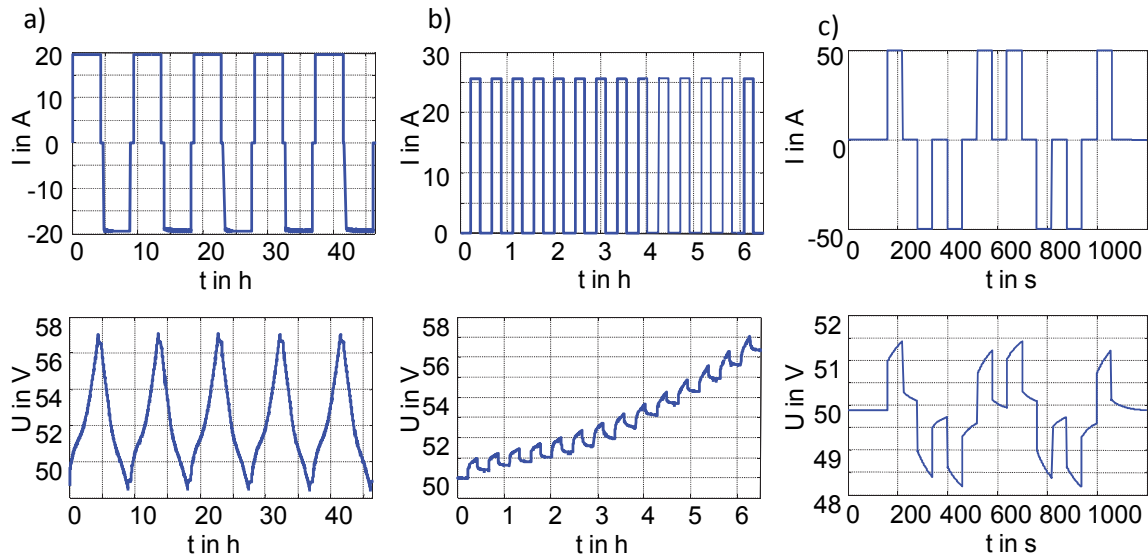 a)
20
10
0
-10
-20
I in A
0 10 20 30 40
t in h
b)
30
20
10
0
I in A
0 1 2 3 4 5 6
t in h
c)
50
0
-50
I in A
0 200 400 600 800 1000
t in s
58
56
54
52
50
U in V
0 10 20 30 40
t in h
58
56
54
52
50
U in V
0 1 2 3 4 5 6
t in h
52
51
50
49
48
U in V
0 200 400 600 800 1000
t in s